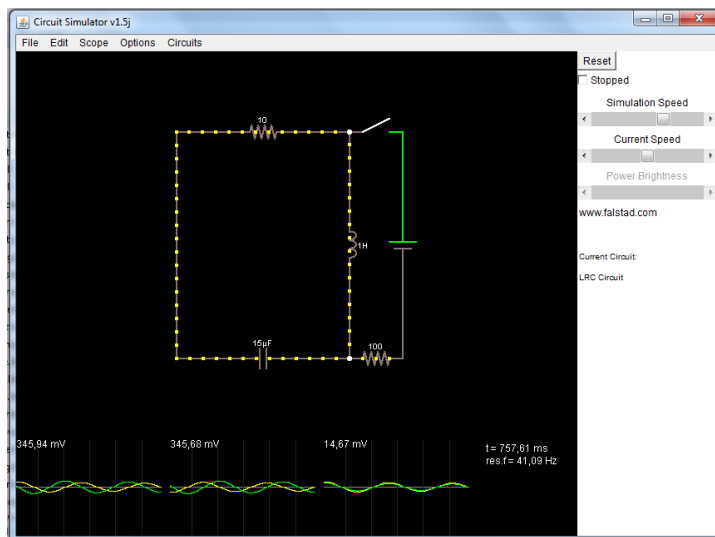 Circuit Simulator v1.5j
File Edit Scope Options Circuits
Reset
Stopped
Simulation Speed
Current Speed
Power Brightness
www.falstad.com
Current Circuit:
LRC Circuit
10
1H
15µF
100
345,94 mV
345,68 mV
14,67 mV
t= 757,61 ms
res.f= 41,09 Hz